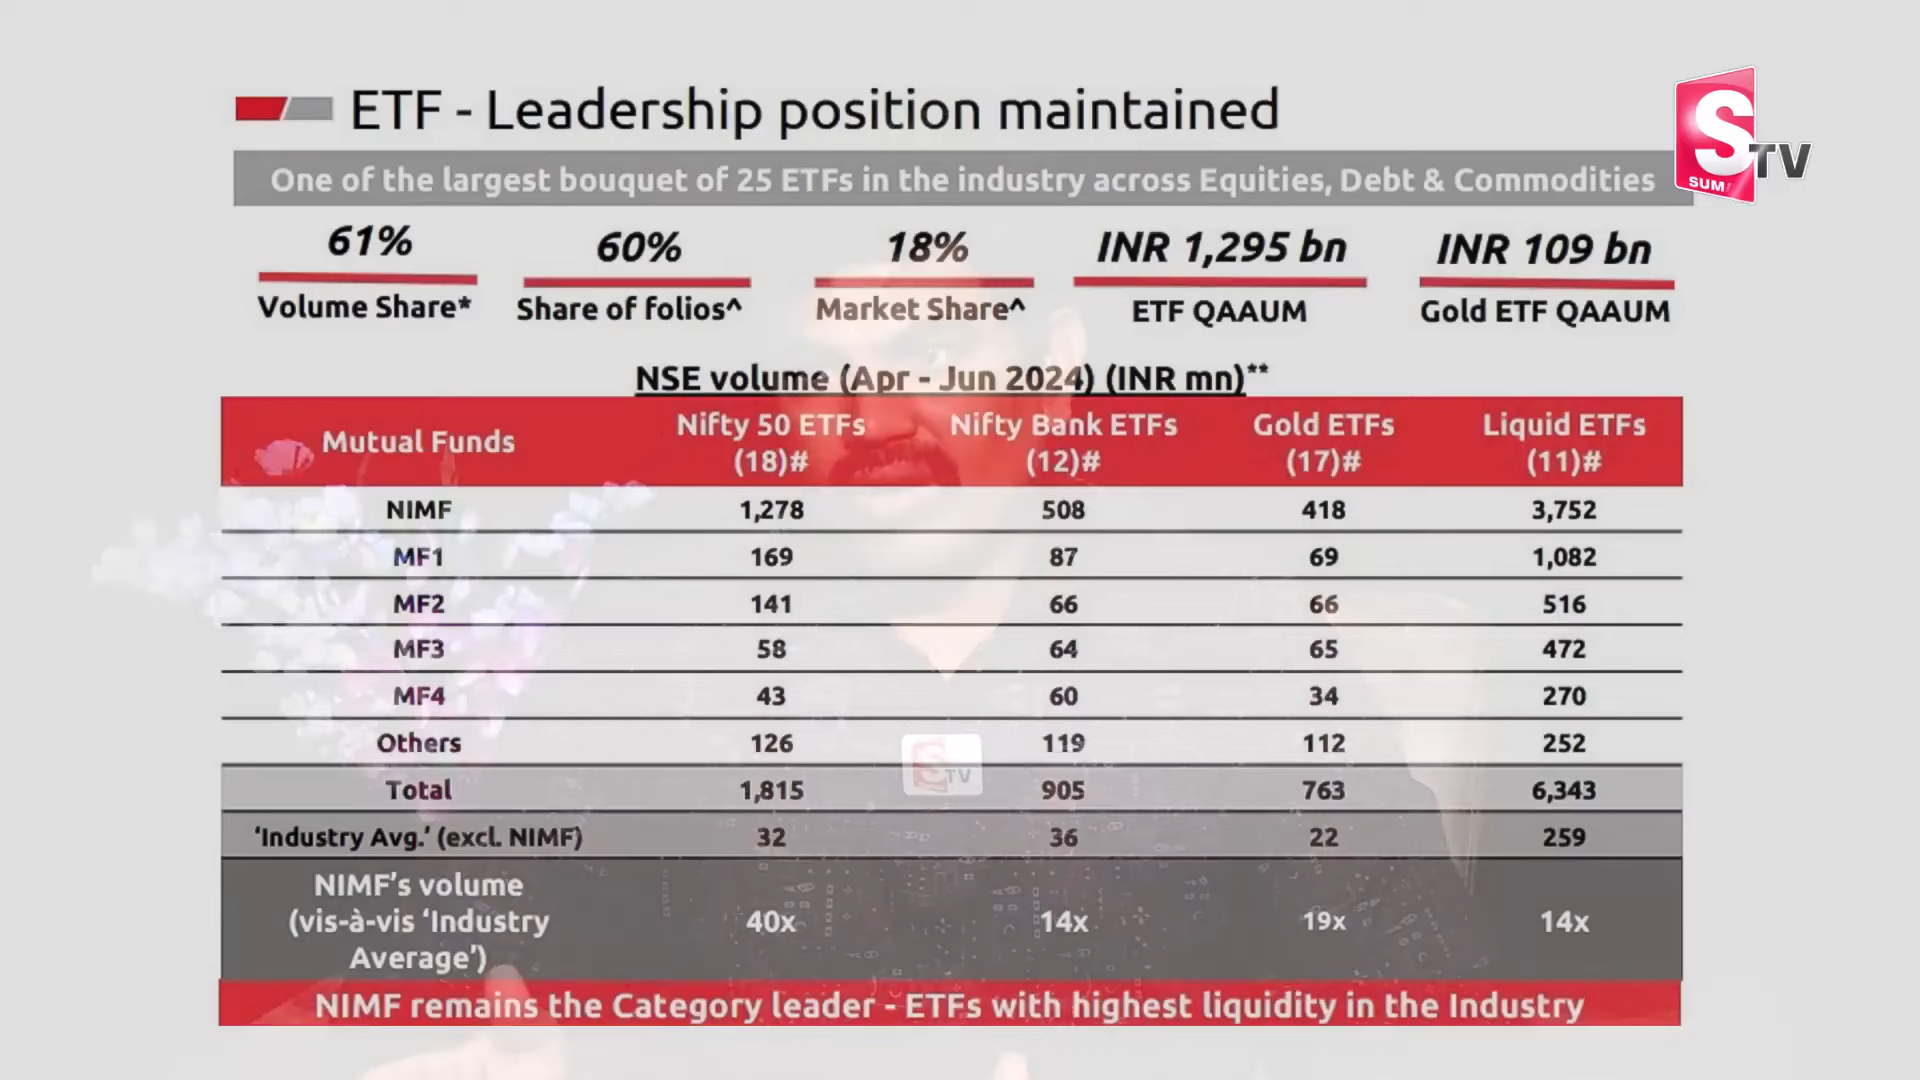 ETF - Leadership position maintained
S TV
SUM
One of the largest bouquet of 25 ETFs in the industry across Equities, Debt & Commodities
61% 60% 18% INR 1,295 bn INR 109 bn
Volume Share* Share of folios^ Market Share^ ETF QAAUM Gold ETF QAAUM
NSE volume (Apr - Jun 2024) (INR mn)**
Mutual Funds Nifty 50 ETFs (18)# Nifty Bank ETFs (12)# Gold ETFs (17)# Liquid ETFs (11)#
NIMF 1,278 508 418 3,752
MF1 169 87 69 1,082
MF2 141 66 66 516
MF3 58 64 65 472
MF4 43 60 34 270
Others 126 119 112 252
S TV
Total 1,815 905 763 6,343
‘Industry Avg.’ (excl. NIMF) 32 36 22 259
NIMF’s volume
(vis-à-vis ‘Industry 40x 14x 19x 14x
Average’)
NIMF remains the Category leader - ETFs with highest liquidity in the Industry